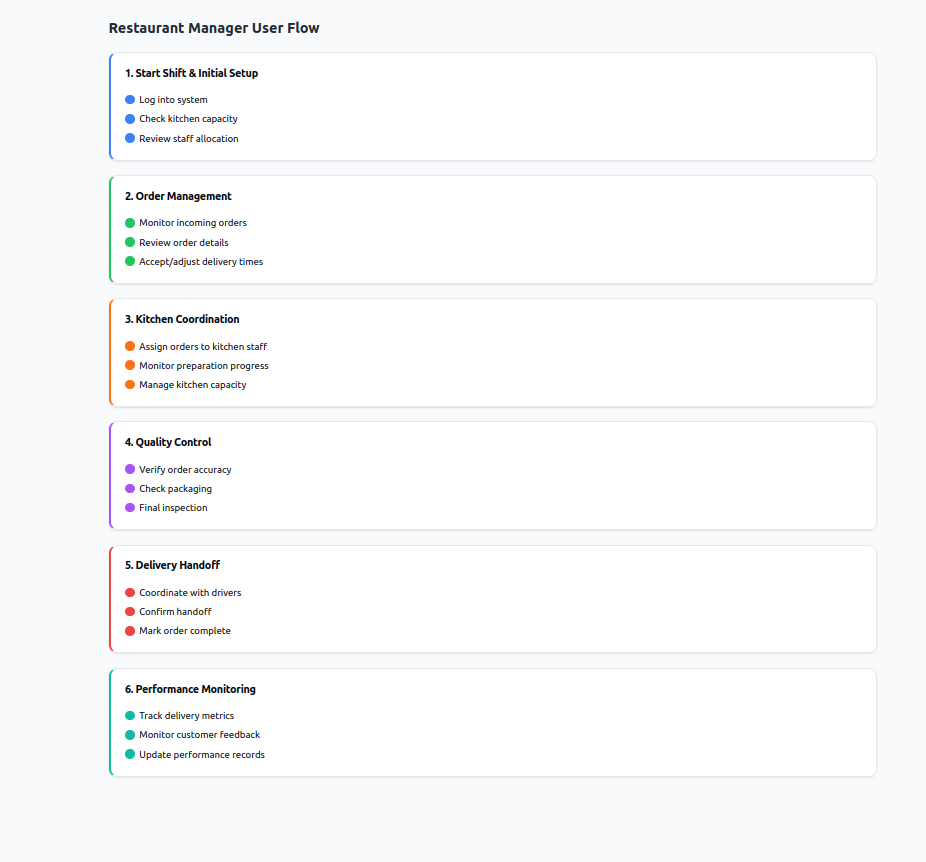 Restaurant Manager User Flow
1. Start Shift & Initial Setup
Log into system
Check kitchen capacity
Review staff allocation
2. Order Management
Monitor incoming orders
Review order details
Accept/adjust delivery times
3. Kitchen Coordination
Assign orders to kitchen staff
Monitor preparation progress
Manage kitchen capacity
4. Quality Control
Verify order accuracy
Check packaging
Final inspection
5. Delivery Handoff
Coordinate with drivers
Confirm handoff
Mark order complete
6. Performance Monitoring
Track delivery metrics
Monitor customer feedback
Update performance records